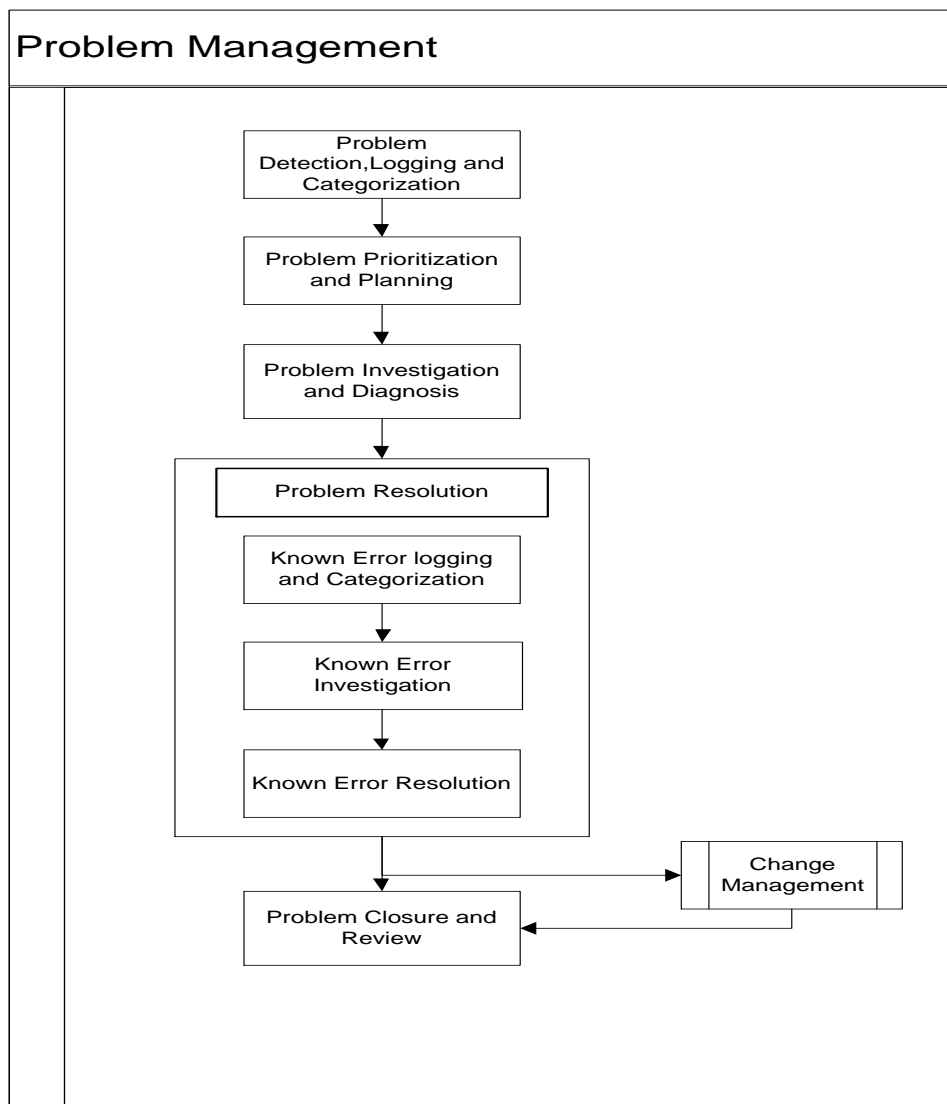 Problem Management
Problem
Detection,Logging and
Categorization
Problem Prioritization
and Planning
Problem Investigation
and Diagnosis
Problem Resolution
Known Error logging
and Categorization
Known Error
Investigation
Known Error Resolution
Change
Management
Problem Closure and
Review